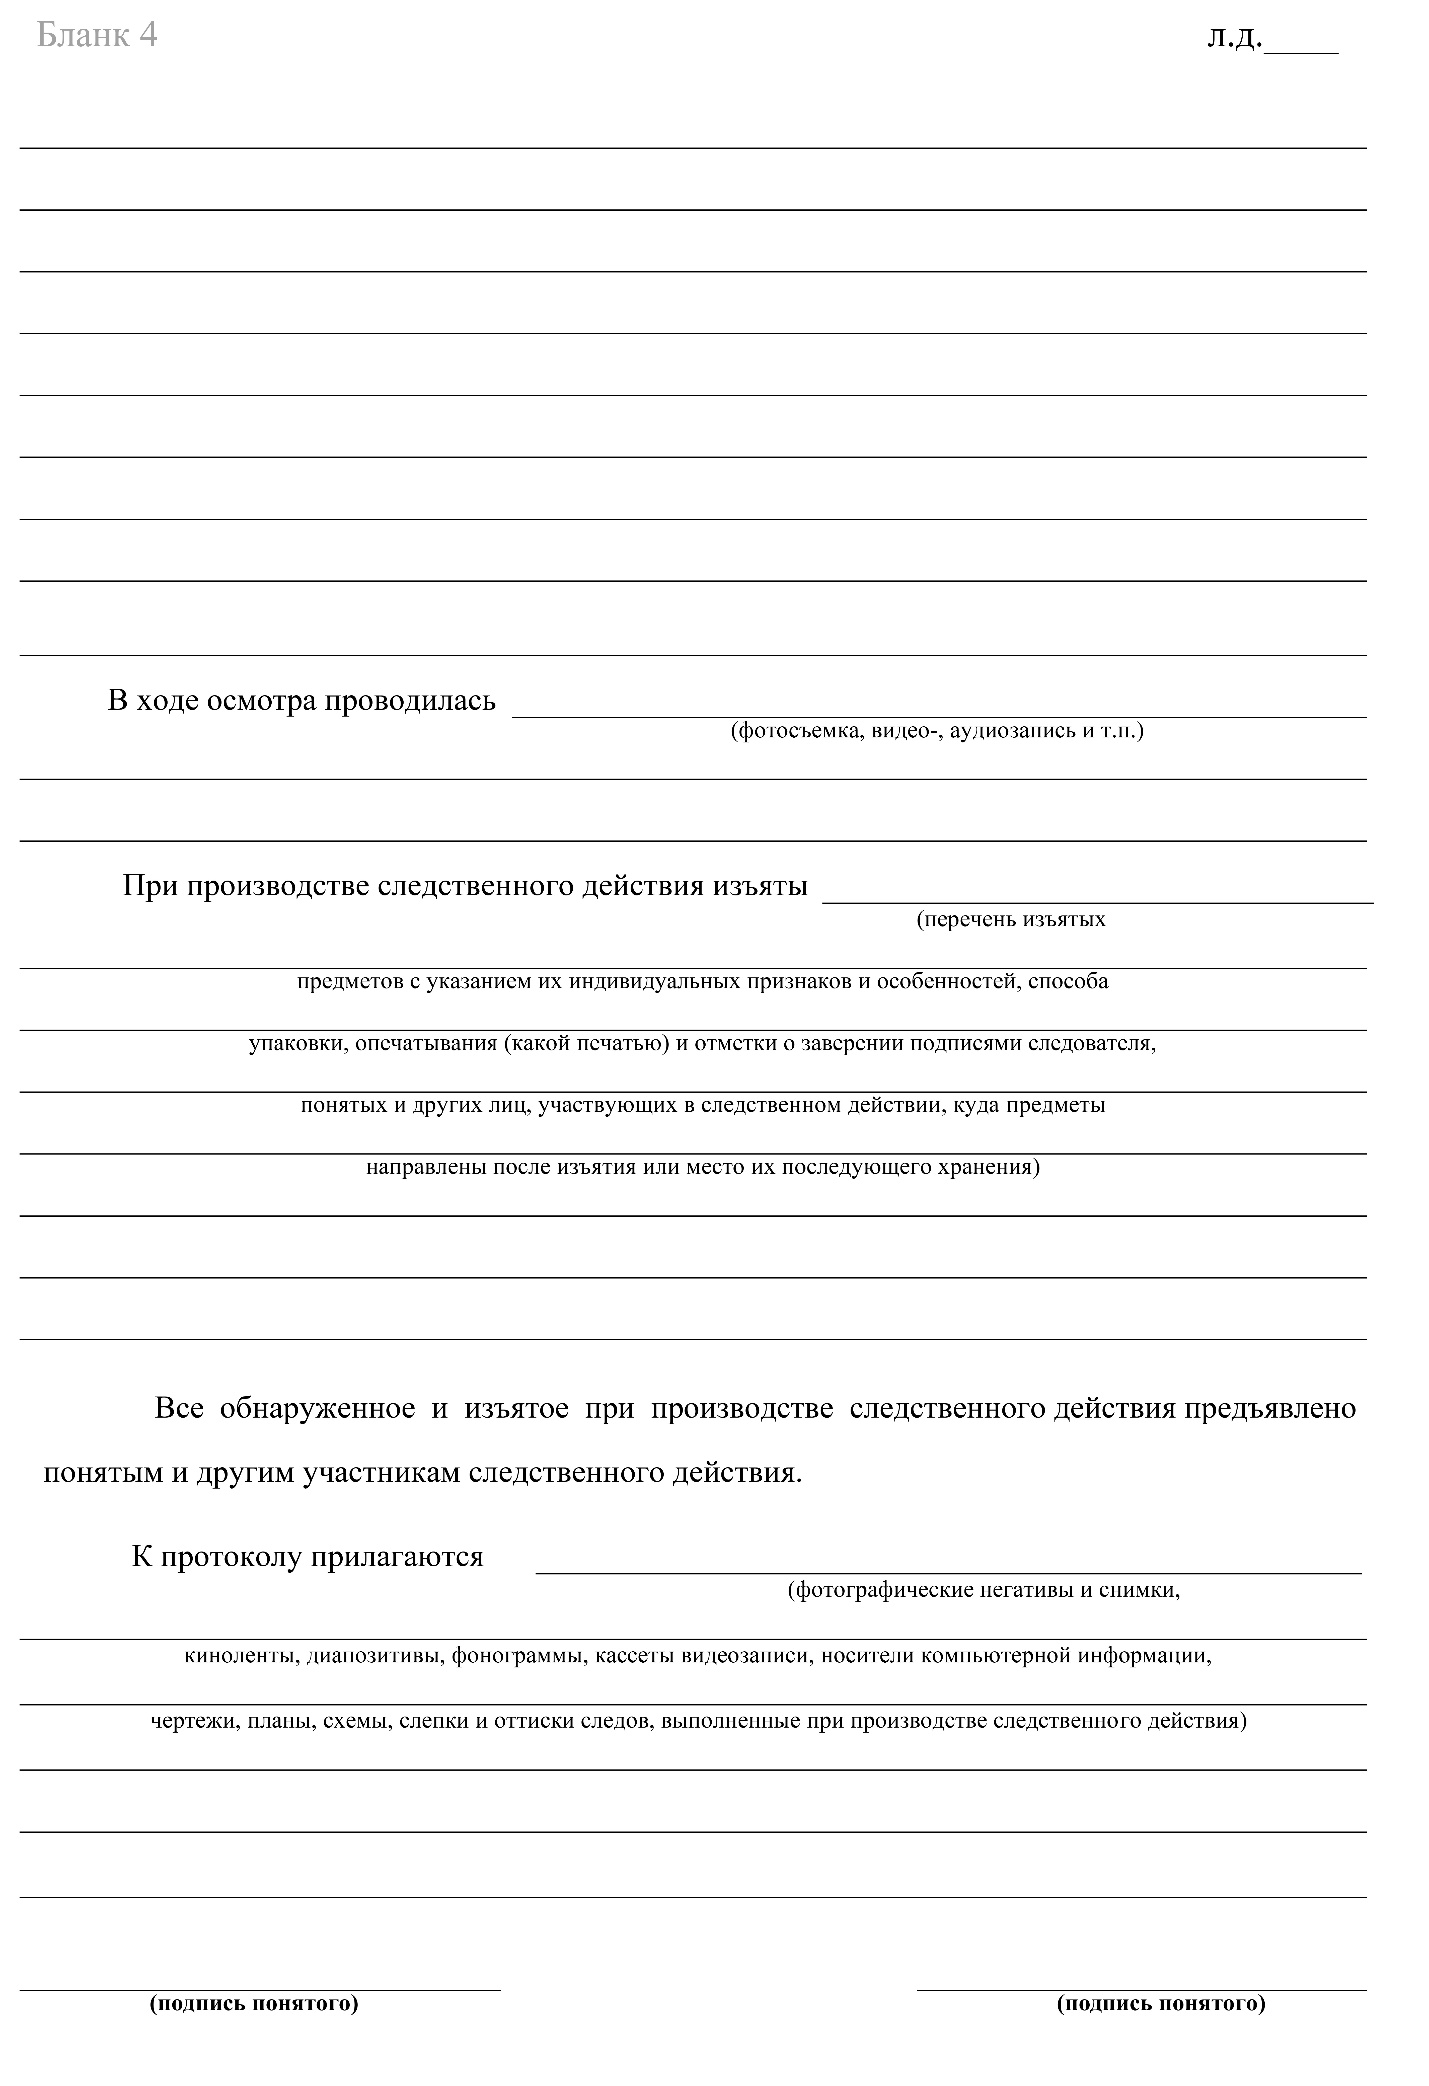 Бланк 4
л.д._____
В ходе осмотра проводилась
(фотосъемка, видео-, аудиозапись и т.п.)
При производстве следственного действия изъяты
(перечень изъятых
предметов с указанием их индивидуальных признаков и особенностей, способа
упаковки, опечатывания (какой печатью) и отметки о заверении подписями следователя,
понятых и других лиц, участвующих в следственном действии, куда предметы
направлены после изъятия или место их последующего хранения)
Все обнаруженное и изъятое при производстве следственного действия предъявлено
понятым и другим участникам следственного действия.
К протоколу прилагаются
(фотографические негативы и снимки,
киноленты, диапозитивы, фонограммы, кассеты видеозаписи, носители компьютерной информации,
чертежи, планы, схемы, слепки и оттиски следов, выполненные при производстве следственного действия)
(подпись понятого)
(подпись понятого)